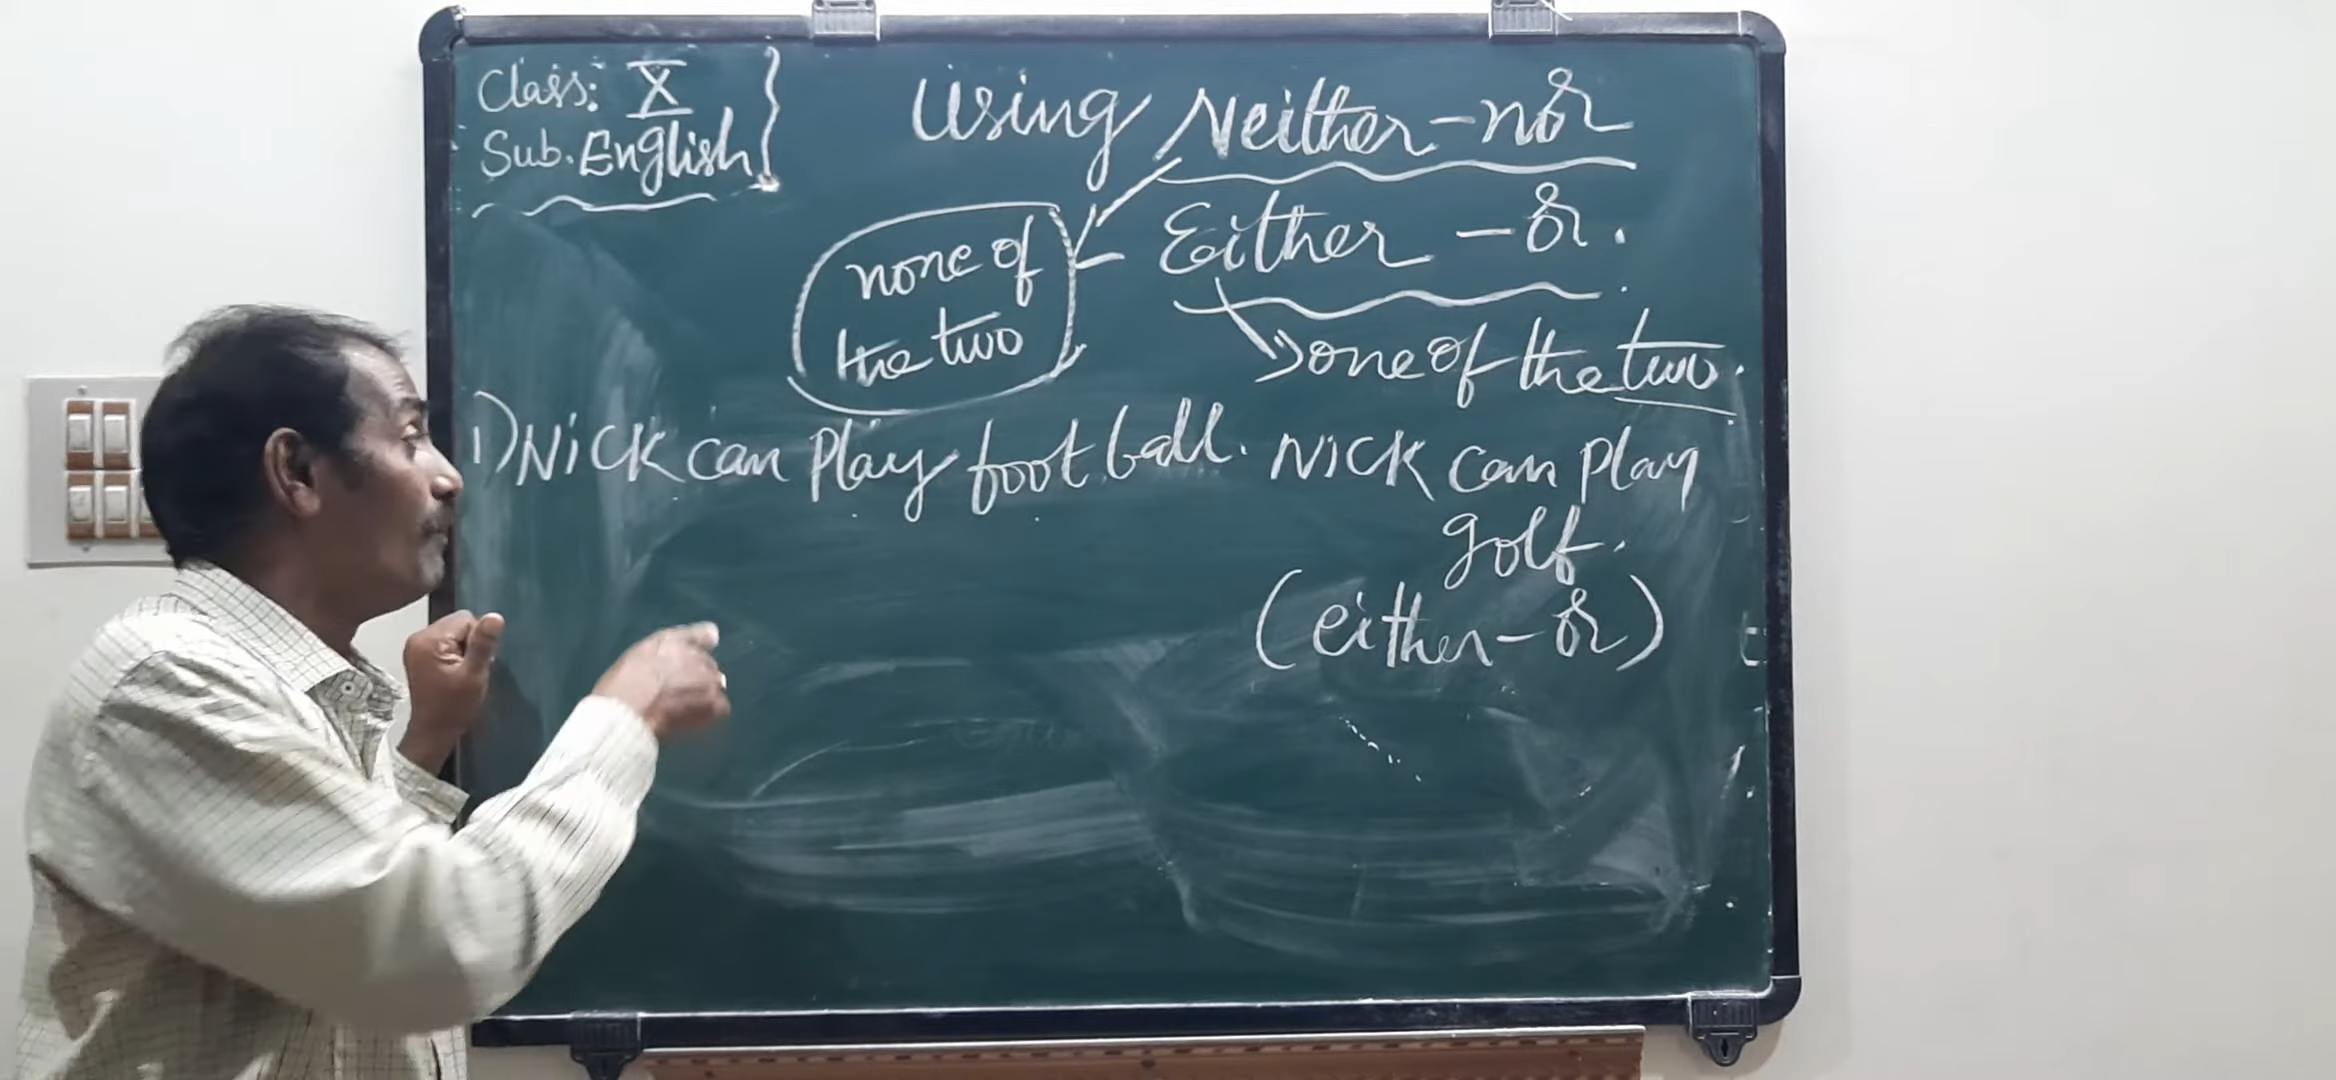 Class: X
Sub. English
Using Neither-nor
Either - or.
none of
the two
one of the two.
1) Nick can play foot ball. Nick can play
golf.
(either-or)